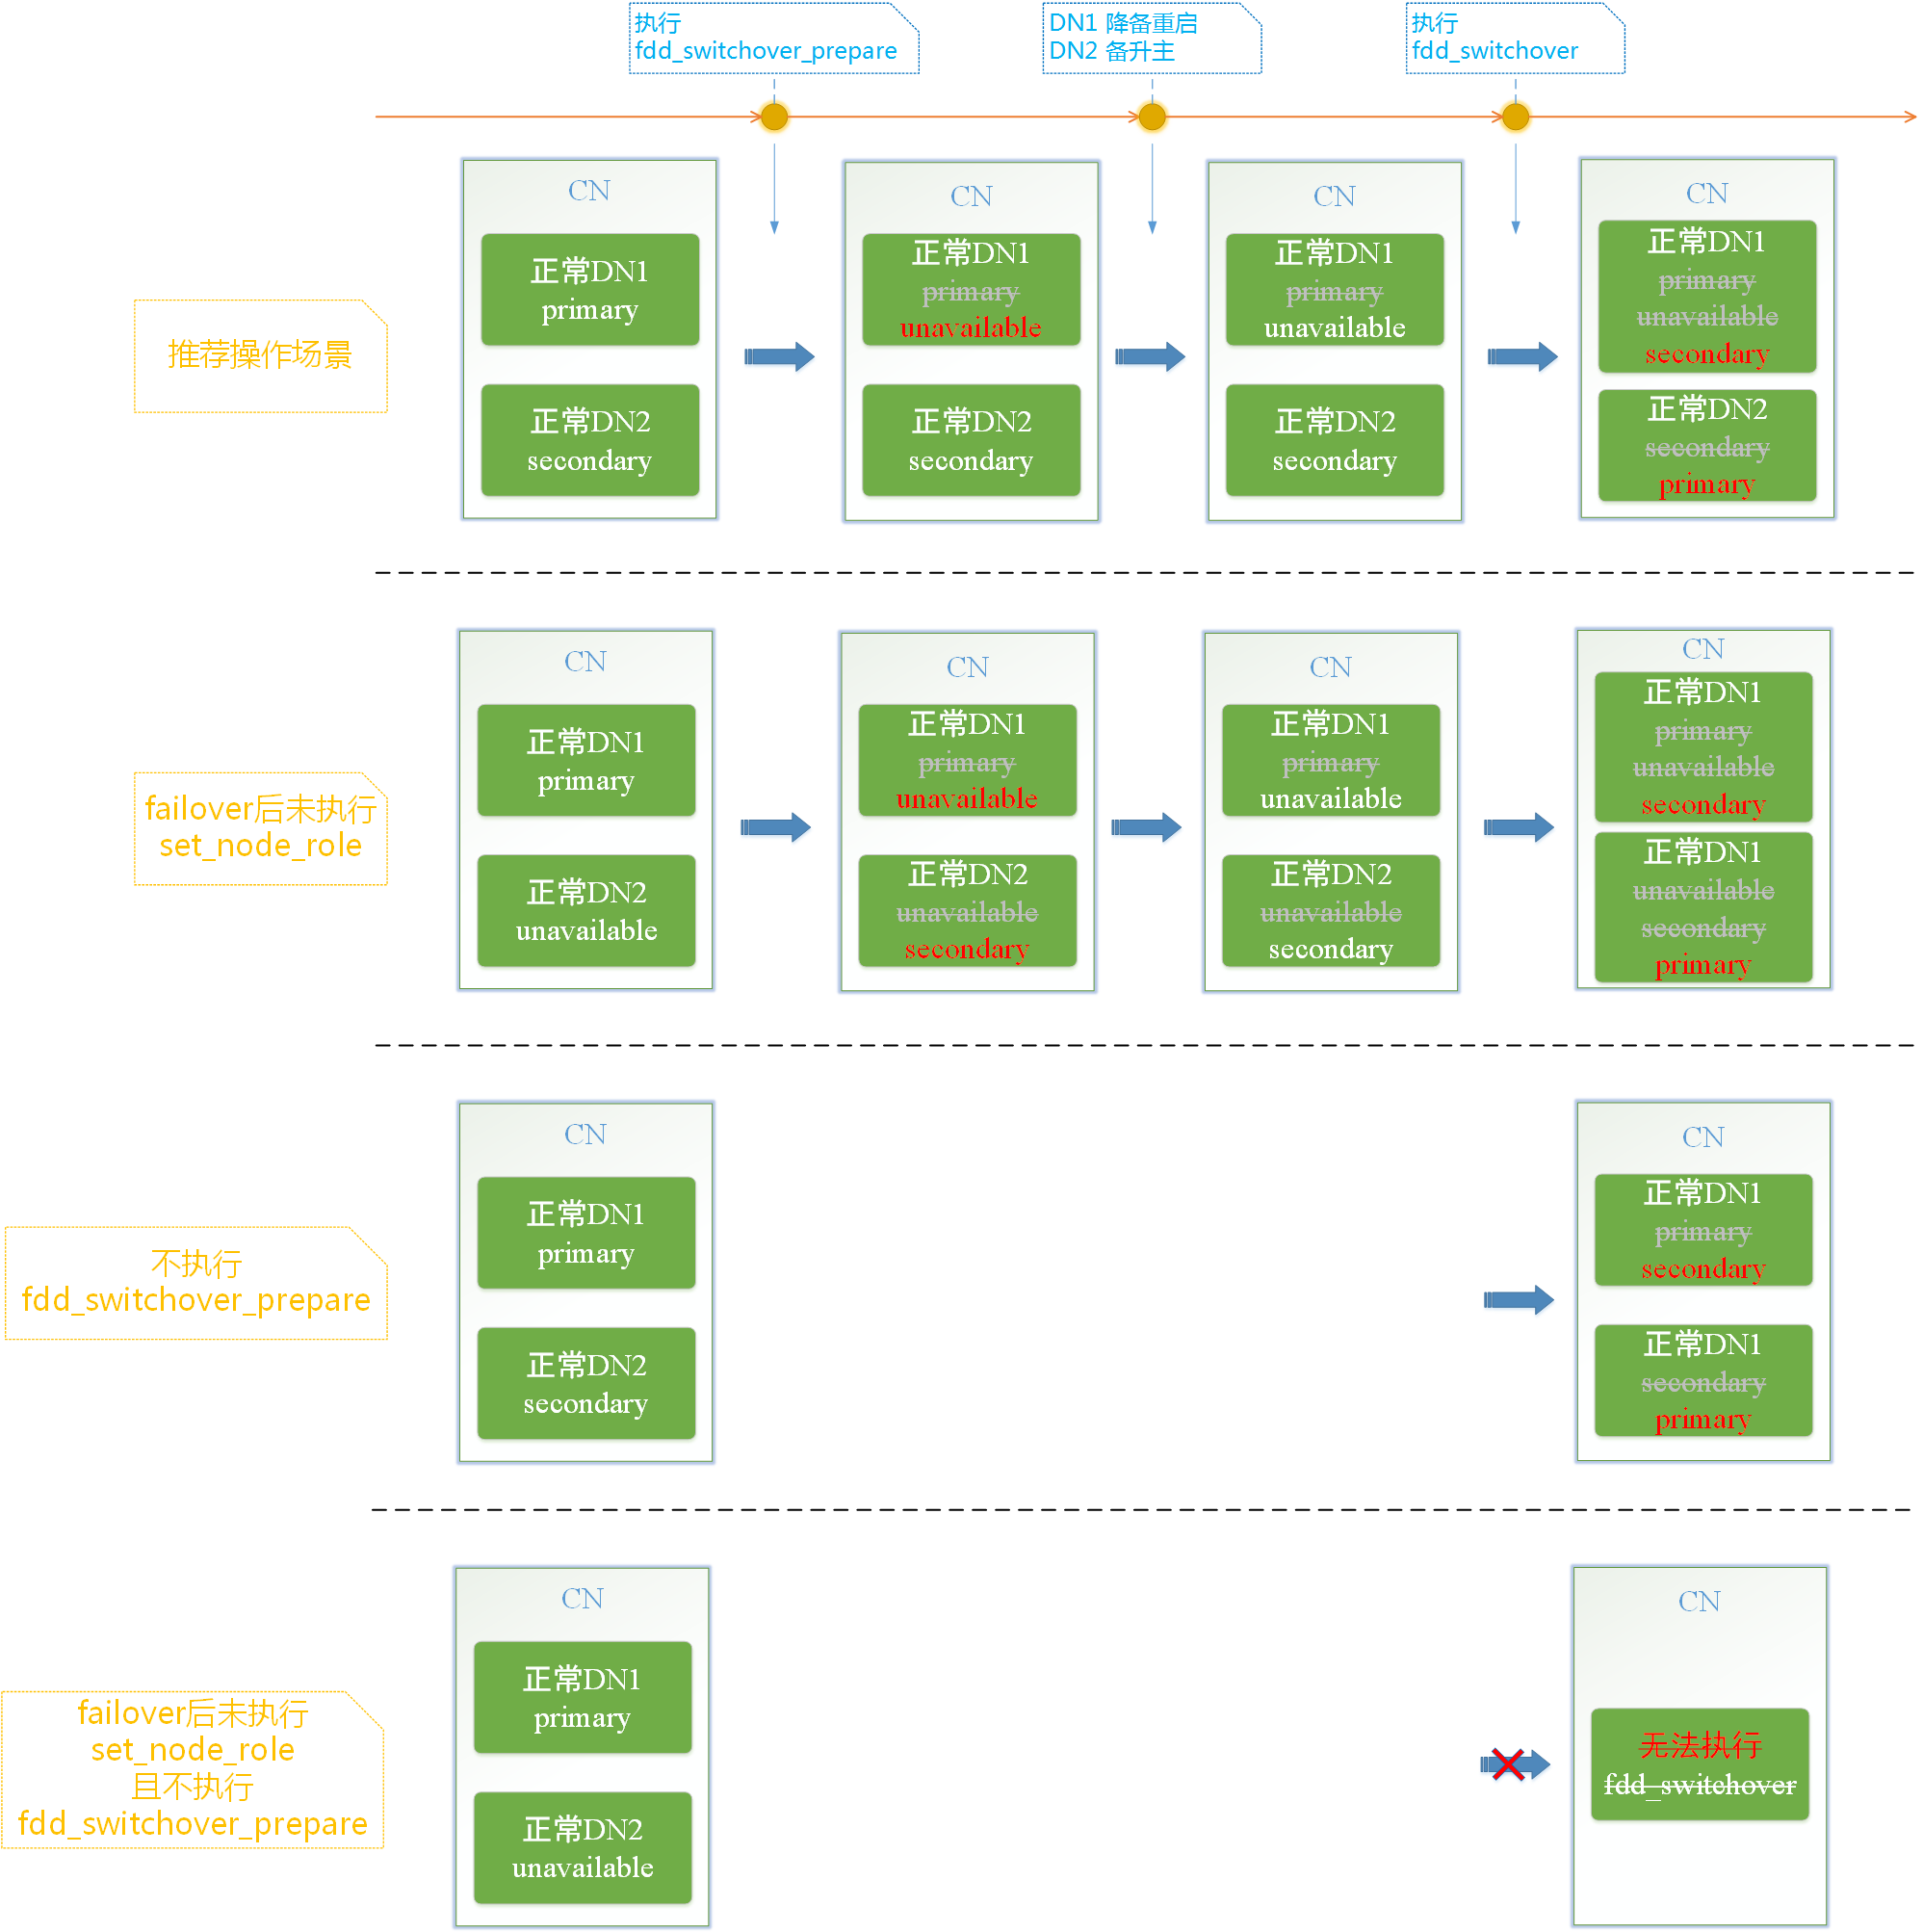 执行
fdd_switchover_prepare
DN1 降备重启
DN2 备升主
执行
fdd_switchover
推荐操作场景
CN
正常DN1
primary
正常DN2
secondary
CN
正常DN1
primary
unavailable
正常DN2
secondary
CN
正常DN1
primary
unavailable
正常DN2
secondary
CN
正常DN1
primary
unavailable
secondary
正常DN2
secondary
primary
failover后未执行
set_node_role
CN
正常DN1
primary
正常DN2
unavailable
CN
正常DN1
primary
unavailable
正常DN2
unavailable
secondary
CN
正常DN1
primary
unavailable
正常DN2
unavailable
secondary
CN
正常DN1
primary
unavailable
secondary
正常DN1
unavailable
secondary
primary
不执行
fdd_switchover_prepare
CN
正常DN1
primary
正常DN2
secondary
CN
正常DN1
primary
secondary
正常DN1
secondary
primary
failover后未执行
set_node_role
且不执行
fdd_switchover_prepare
CN
正常DN1
primary
正常DN2
unavailable
CN
无法执行
fdd_switchover